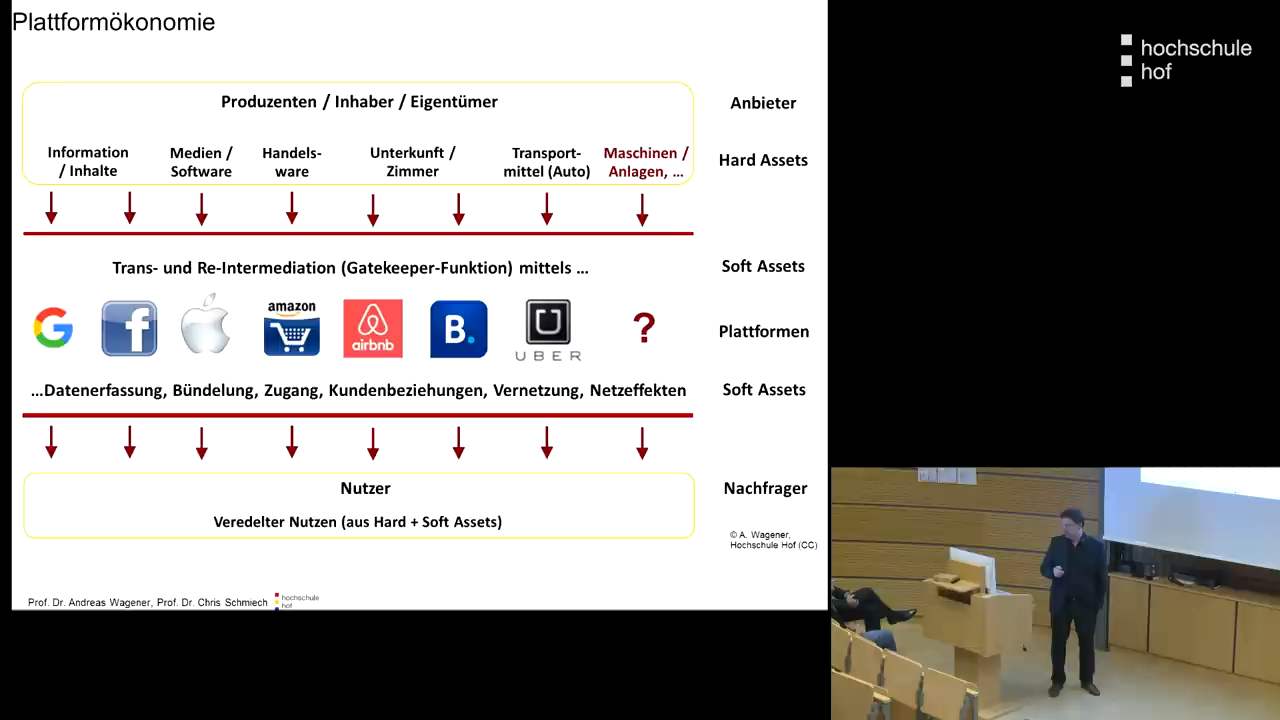 Plattformökonomie
hochschule
hof
Produzenten / Inhaber / Eigentümer
Anbieter
Information
/ Inhalte
Medien /
Software
Handels-
ware
Unterkunft /
Zimmer
Transport-
mittel (Auto)
Maschinen /
Anlagen, ...
Hard Assets
Trans- und Re-Intermediation (Gatekeeper-Funktion) mittels ...
Soft Assets
G
f
amazon
airbnb
B.
U
UBER
?
Plattformen
...Datenerfassung, Bündelung, Zugang, Kundenbeziehungen, Vernetzung, Netzeffekten
Soft Assets
Nutzer
Nachfrager
Veredelter Nutzen (aus Hard + Soft Assets)
© A. Wagener,
Hochschule Hof (CC)
Prof. Dr. Andreas Wagener, Prof. Dr. Chris Schmiech
hochschule
hof